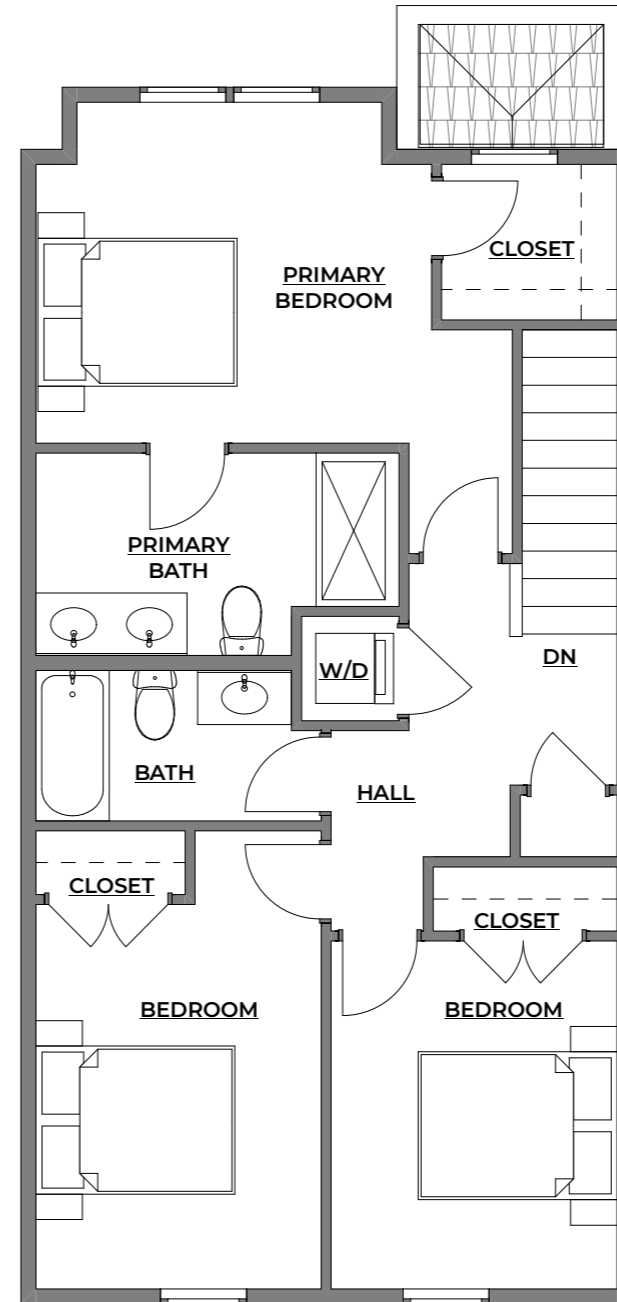 CLOSET
PRIMARY
BEDROOM
PRIMARY
BATH
W/D
DN
BATH
HALL
CLOSET
CLOSET
BEDROOM
BEDROOM